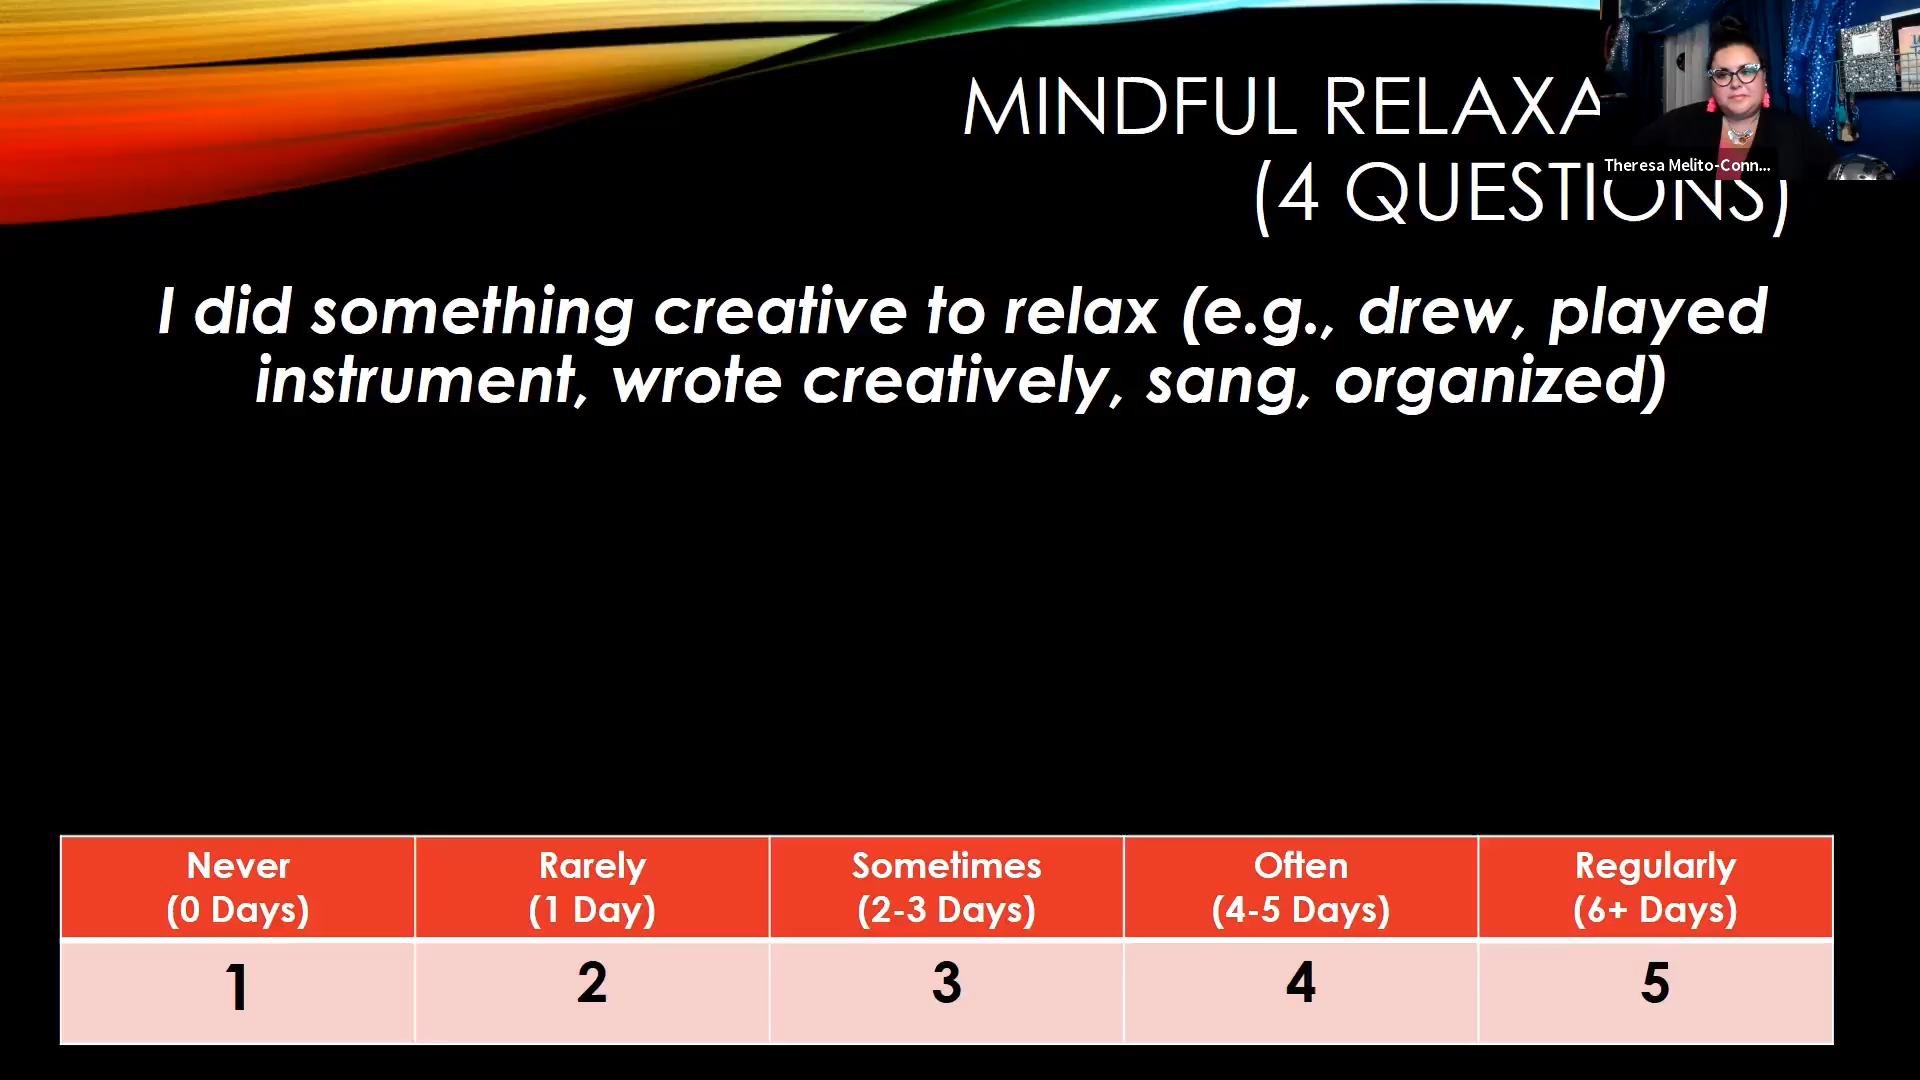 MINDFUL RELAXA
(4 QUESTIONS)
Theresa Melito-Conn...
I did something creative to relax (e.g., drew, played
instrument, wrote creatively, sang, organized)
Never Rarely Sometimes Often Regularly
(0 Days) (1 Day) (2-3 Days) (4-5 Days) (6+ Days)
1 2 3 4 5